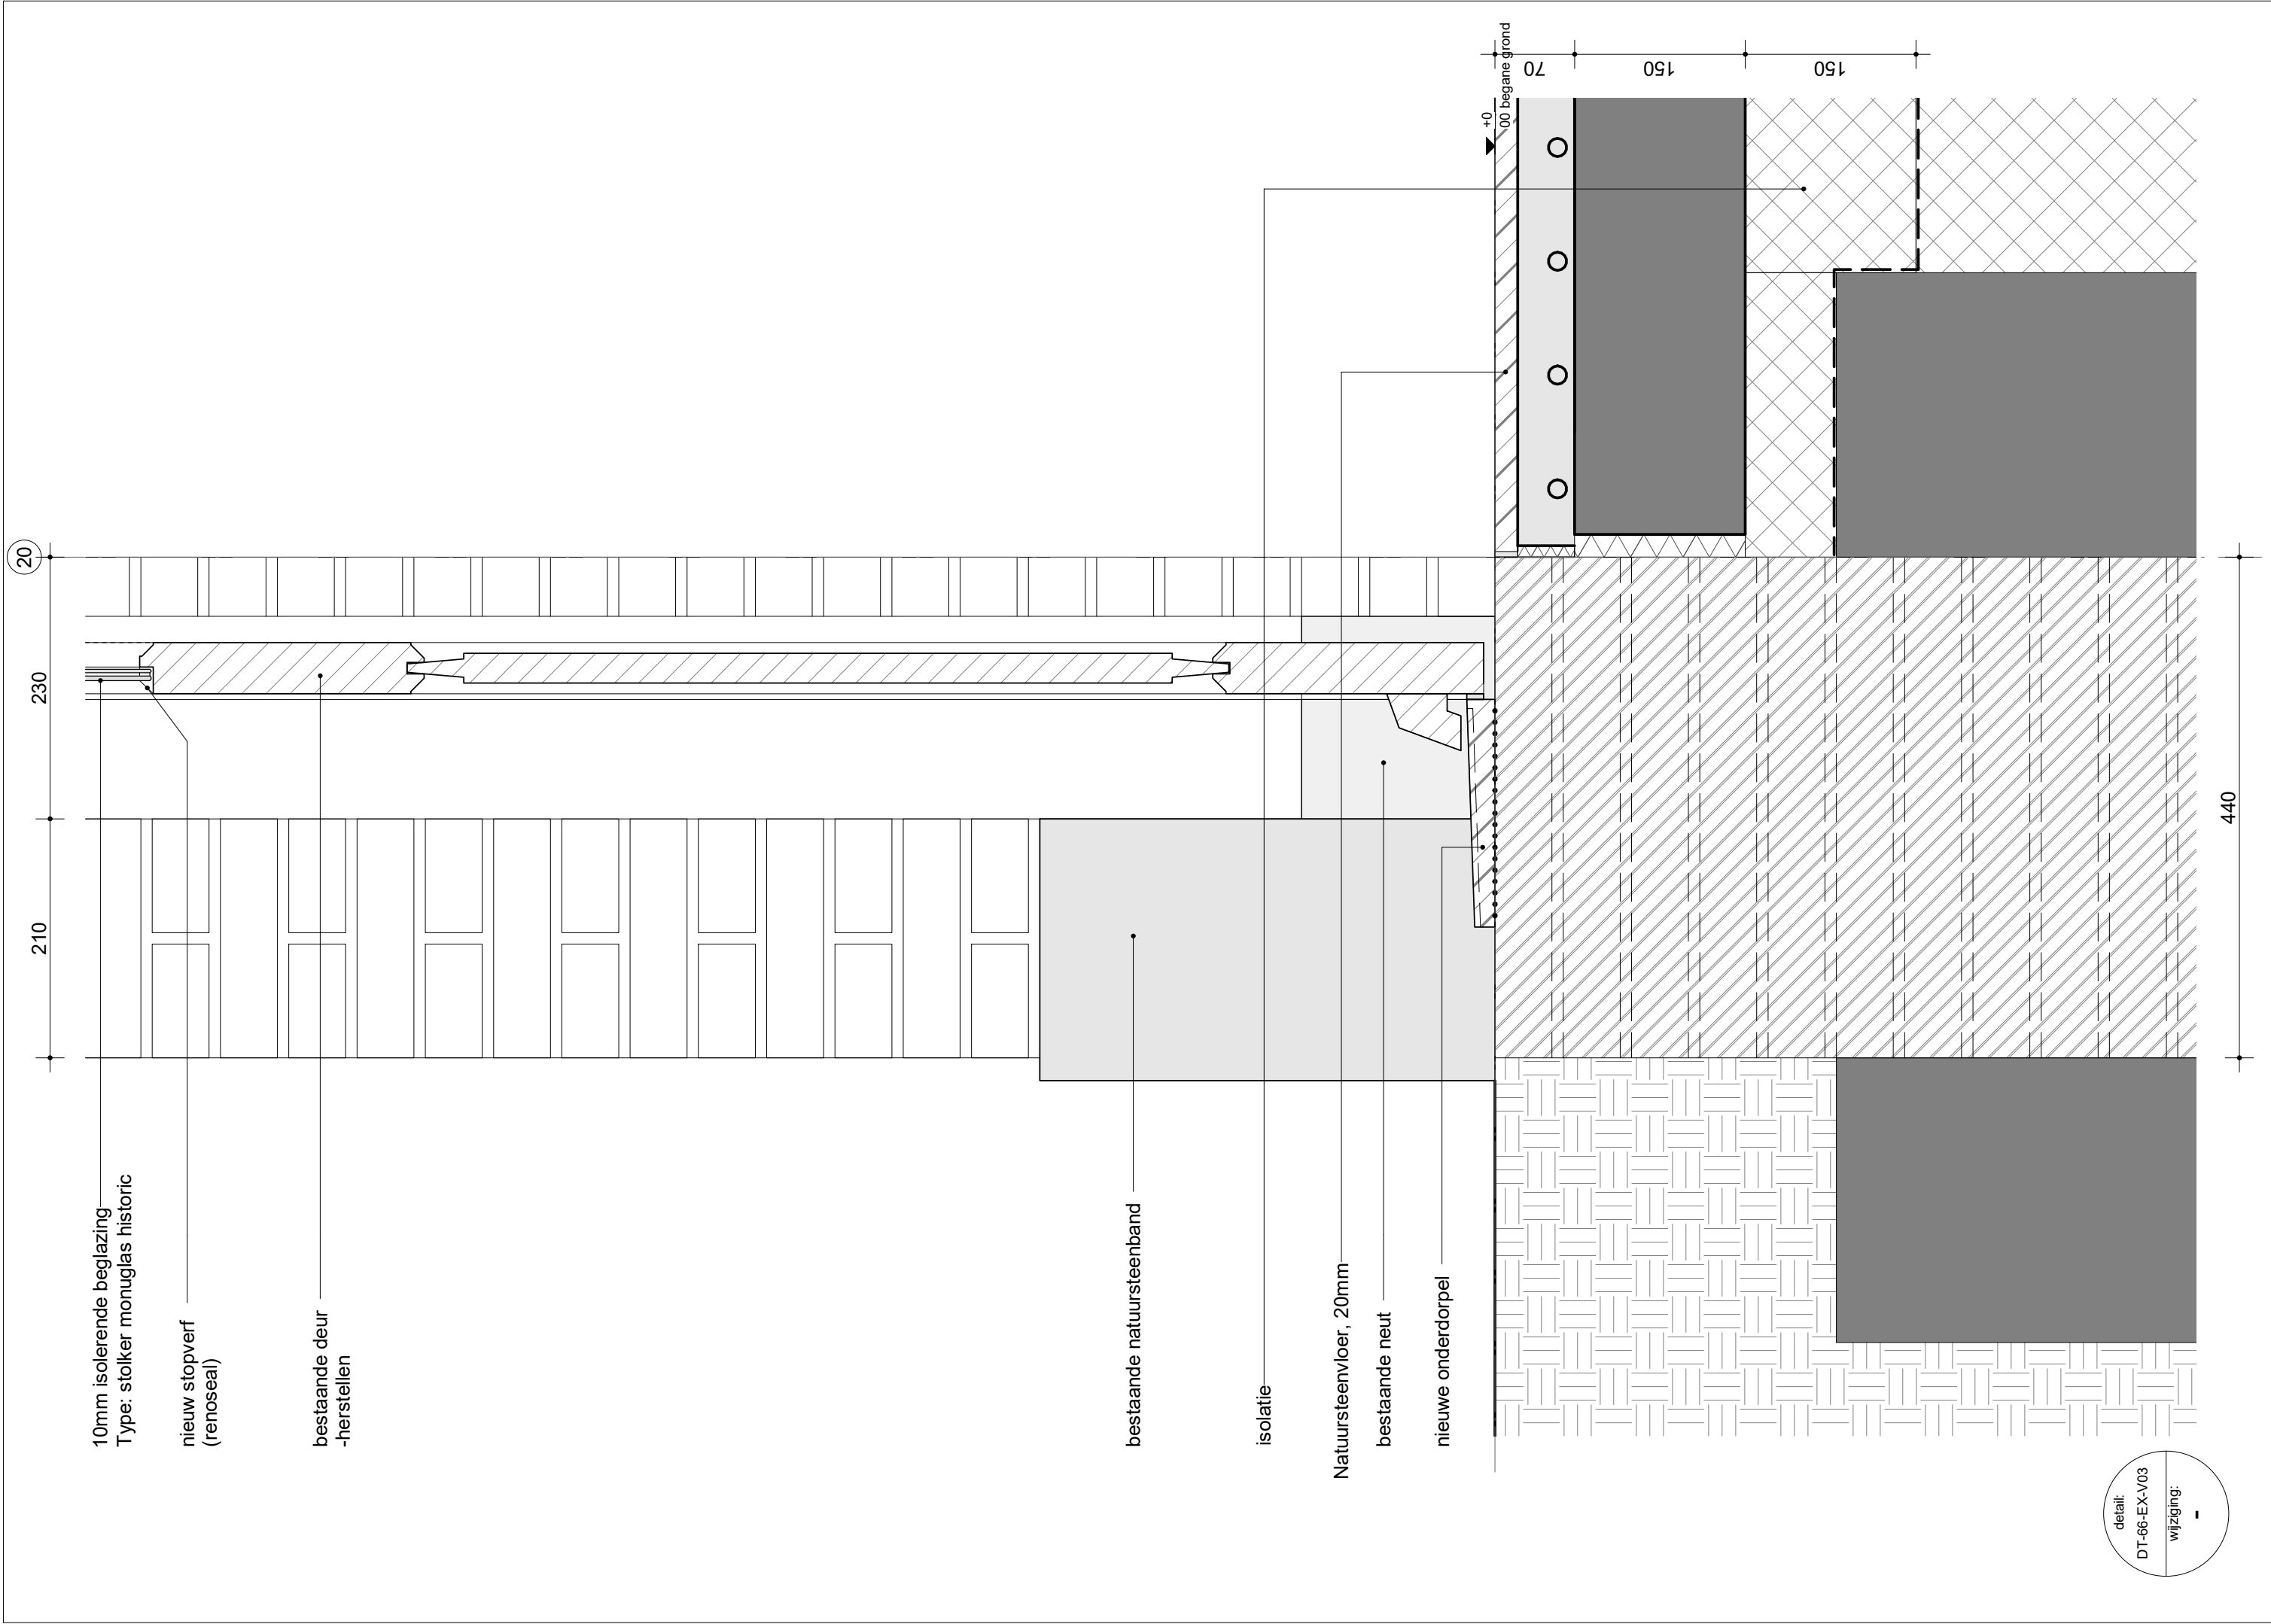 20
230
210
10mm isolerende beglazing
Type: stolker monuglas historic
nieuw stopverf
(renoseal)
bestaande deur
-herstellen
bestaande natuursteenband
isolatie
Natuursteenvloer, 20mm
bestaande neut
nieuwe onderdorpel
+0
00 begane grond
70
150
150
440
detail:
DT-66-EX-V03
wijziging:
-